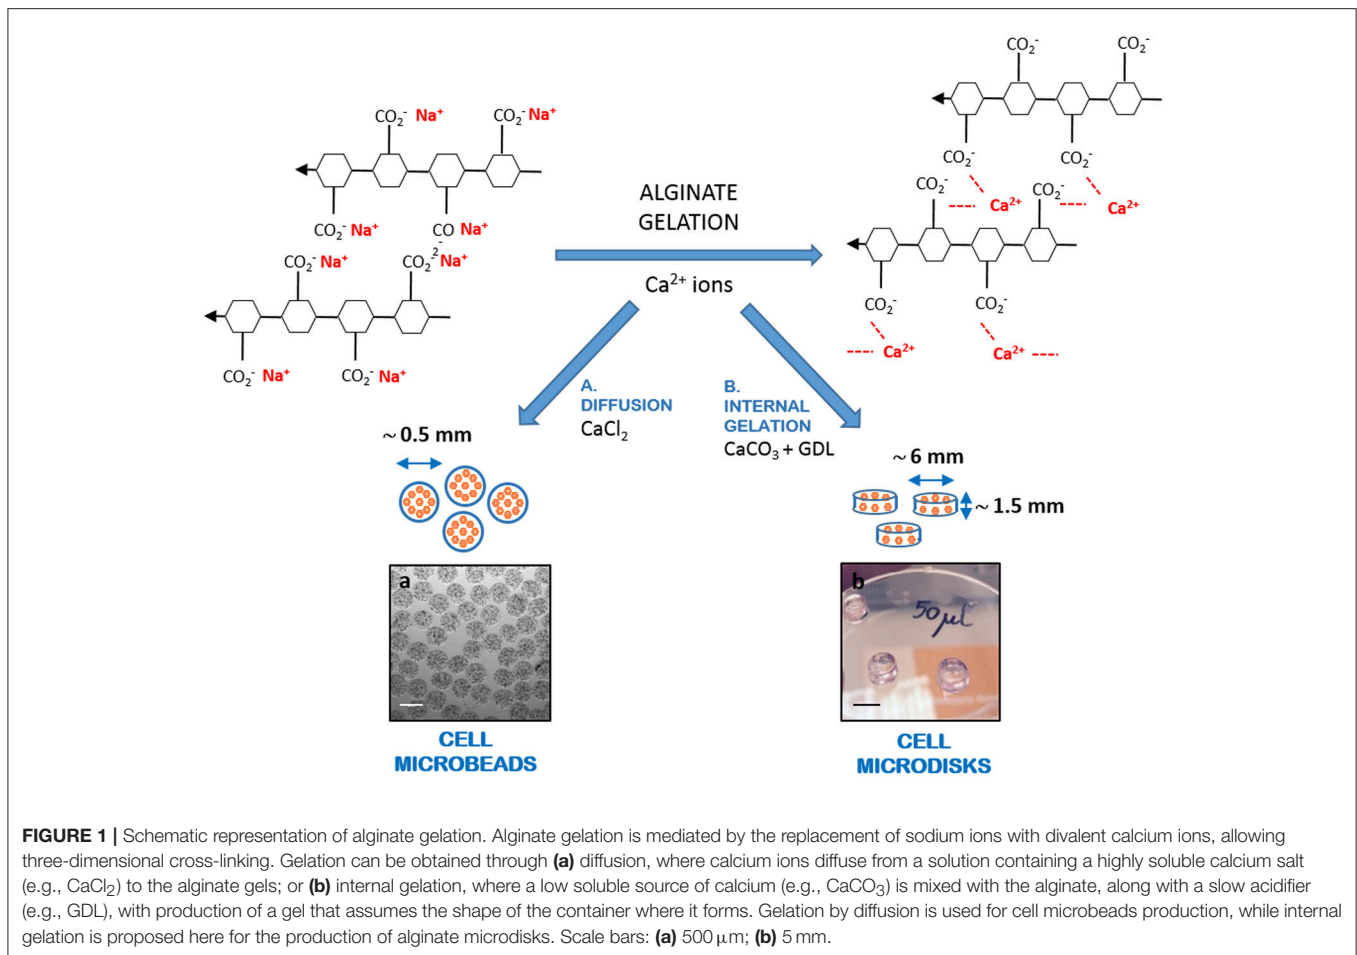 CO₂⁻ Na⁺ CO₂⁻ Na⁺
CO₂⁻ Na⁺ CO Na⁺
CO₂⁻ Na⁺ CO₂²⁻ Na⁺
CO₂⁻ Na⁺ CO₂⁻ Na⁺
ALGINATE
GELATION
Ca²⁺ ions
CO₂⁻ CO₂⁻
CO₂⁻ CO₂⁻
CO₂⁻ Ca²⁺ CO₂⁻ Ca²⁺
CO₂⁻ CO₂⁻
Ca²⁺ Ca²⁺
A.
DIFFUSION
CaCl₂
B.
INTERNAL
GELATION
CaCO₃ + GDL
~ 0.5 mm
~ 6 mm
~ 1.5 mm
a
b
50 µL
CELL
MICROBEADS
CELL
MICRODISKS
FIGURE 1 | Schematic representation of alginate gelation. Alginate gelation is mediated by the replacement of sodium ions with divalent calcium ions, allowing
three-dimensional cross-linking. Gelation can be obtained through (a) diffusion, where calcium ions diffuse from a solution containing a highly soluble calcium salt
(e.g., CaCl₂) to the alginate gels; or (b) internal gelation, where a low soluble source of calcium (e.g., CaCO₃) is mixed with the alginate, along with a slow acidifier
(e.g., GDL), with production of a gel that assumes the shape of the container where it forms. Gelation by diffusion is used for cell microbeads production, while internal
gelation is proposed here for the production of alginate microdisks. Scale bars: (a) 500 µm; (b) 5 mm.